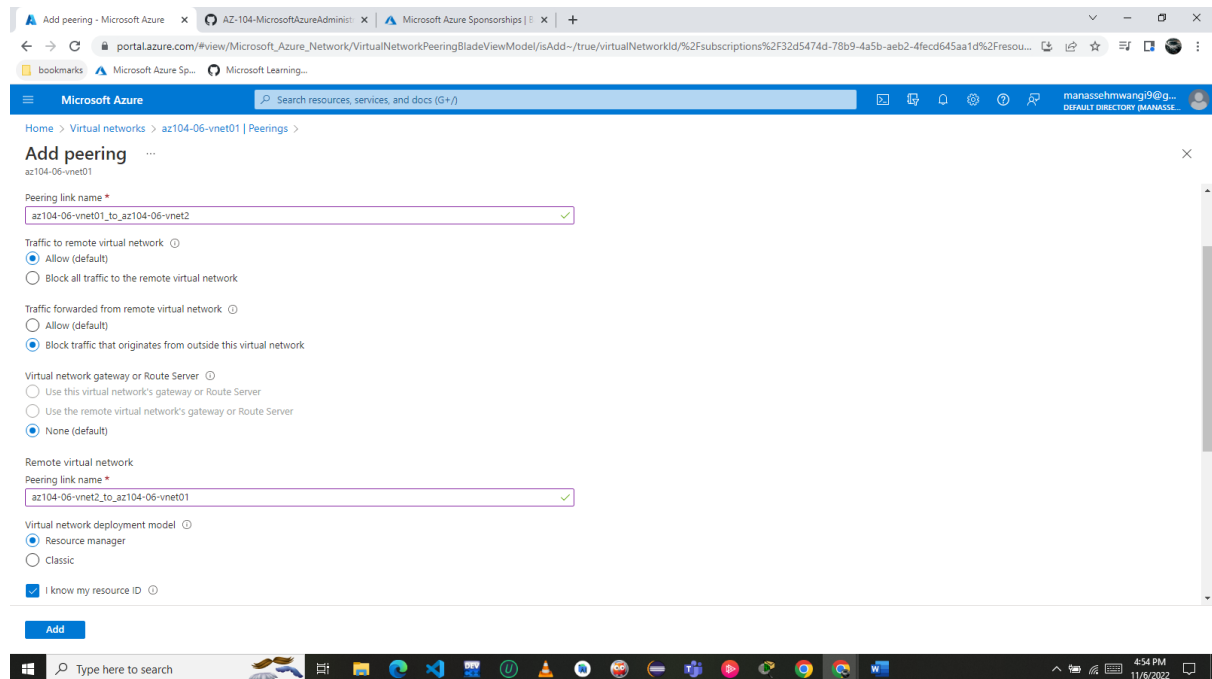 Add peering - Microsoft Azure
AZ-104-MicrosoftAzureAdminist
Microsoft Azure Sponsorships | B
portal.azure.com/#view/Microsoft_Azure_Network/VirtualNetworkPeeringBladeViewModel/isAdd~/true/virtualNetworkId/%2Fsubscriptions%2F32d5474d-78b9-4a5b-aeb2-4fecd645aa1d%2Fresou...
bookmarks
Microsoft Azure Sp...
Microsoft Learning...
Microsoft Azure
Search resources, services, and docs (G+/)
manassehmwangi9@g...
DEFAULT DIRECTORY (MANASSE...
Home > Virtual networks > az104-06-vnet01 | Peerings >
Add peering ...
az104-06-vnet01
Peering link name *
az104-06-vnet01_to_az104-06-vnet2
Traffic to remote virtual network
Allow (default)
Block all traffic to the remote virtual network
Traffic forwarded from remote virtual network
Allow (default)
Block traffic that originates from outside this virtual network
Virtual network gateway or Route Server
Use this virtual network's gateway or Route Server
Use the remote virtual network's gateway or Route Server
None (default)
Remote virtual network
Peering link name *
az104-06-vnet2_to_az104-06-vnet01
Virtual network deployment model
Resource manager
Classic
I know my resource ID
Add
Type here to search
DEV
4:54 PM
11/6/2022